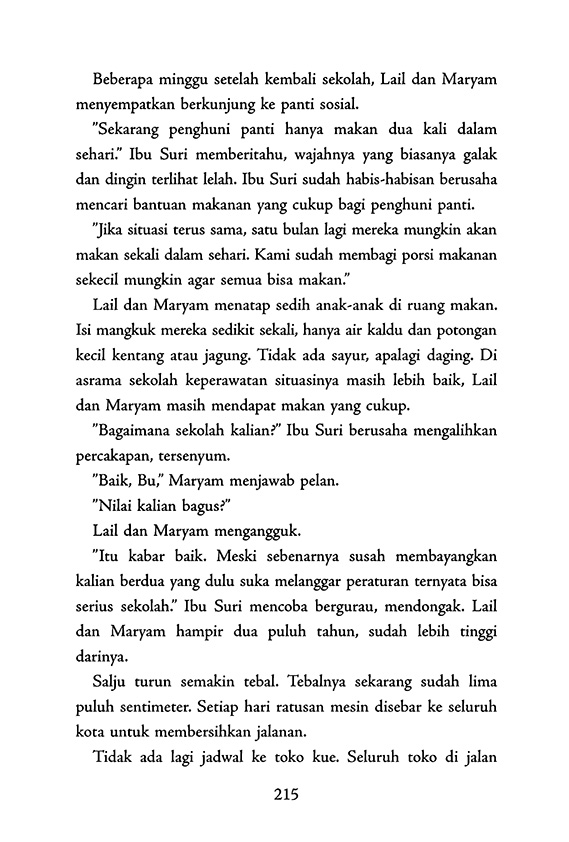 Beberapa minggu setelah kembali sekolah, Lail dan Maryam
menyempatkan berkunjung ke panti sosial.
”Sekarang penghuni panti hanya makan dua kali dalam
sehari.” Ibu Suri memberitahu, wajahnya yang biasanya galak
dan dingin terlihat lelah. Ibu Suri sudah habis-habisan berusaha
mencari bantuan makanan yang cukup bagi penghuni panti.
”Jika situasi terus sama, satu bulan lagi mereka mungkin akan
makan sekali dalam sehari. Kami sudah membagi porsi makanan
sekecil mungkin agar semua bisa makan.”
Lail dan Maryam menatap sedih anak-anak di ruang makan.
Isi mangkuk mereka sedikit sekali, hanya air kaldu dan potongan
kecil kentang atau jagung. Tidak ada sayur, apalagi daging. Di
asrama sekolah keperawatan situasinya masih lebih baik, Lail
dan Maryam masih mendapat makan yang cukup.
”Bagaimana sekolah kalian?” Ibu Suri berusaha mengalihkan
percakapan, tersenyum.
”Baik, Bu,” Maryam menjawab pelan.
”Nilai kalian bagus?”
Lail dan Maryam mengangguk.
”Itu kabar baik. Meski sebenarnya susah membayangkan
kalian berdua yang dulu suka melanggar peraturan ternyata bisa
serius sekolah.” Ibu Suri mencoba bergurau, mendongak. Lail
dan Maryam hampir dua puluh tahun, sudah lebih tinggi
darinya.
Salju turun semakin tebal. Tebalnya sekarang sudah lima
puluh sentimeter. Setiap hari ratusan mesin disebar ke seluruh
kota untuk membersihkan jalanan.
Tidak ada lagi jadwal ke toko kue. Seluruh toko di jalan
215